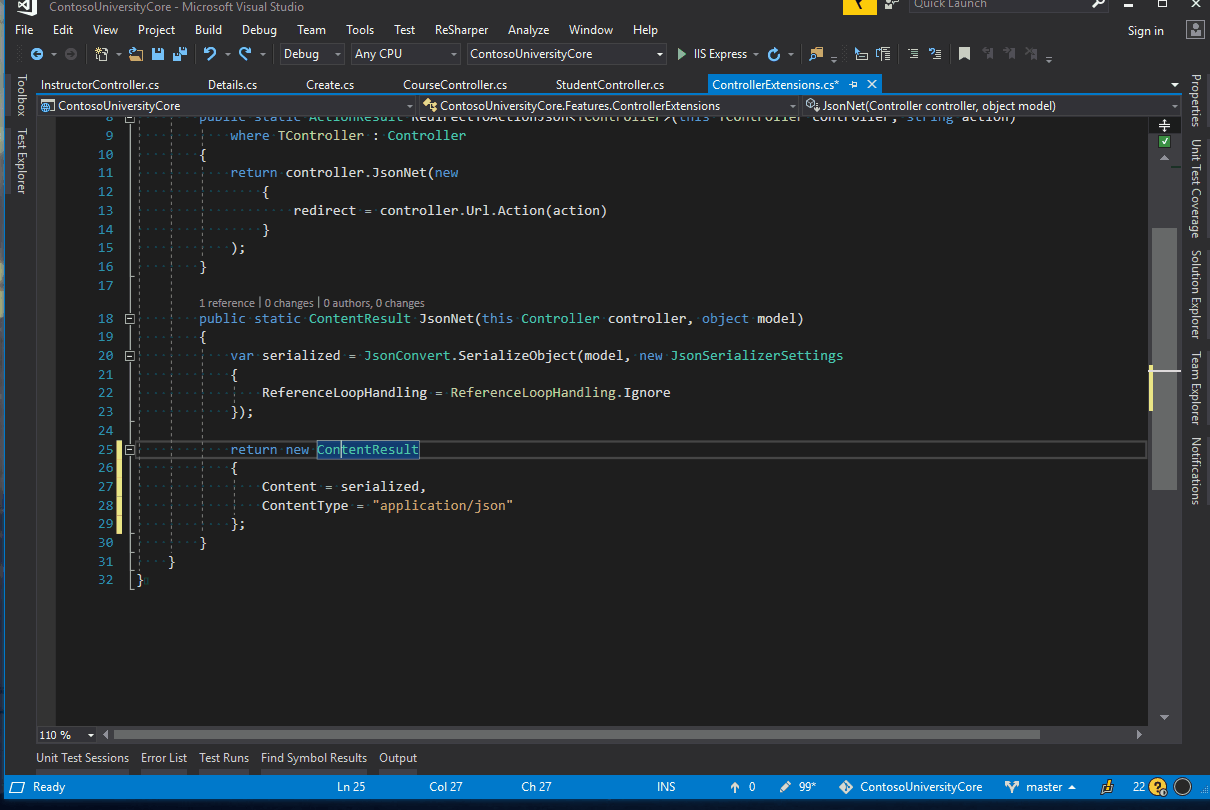 ContosoUniversityCore - Microsoft Visual Studio
Quick Launch
File Edit View Project Build Debug Team Tools Test ReSharper Analyze Window Help
Sign in
Debug Any CPU ContosoUniversityCore IIS Express
InstructorController.cs Details.cs Create.cs CourseController.cs StudentController.cs ControllerExtensions.cs*
ContosoUniversityCore ContosoUniversityCore.Features.ControllerExtensions JsonNet(Controller controller, object model)
Toolbox
Test Explorer
8 public static ActionResult RedirectToActionJson<TController>(this TController controller, string action)
9 where TController : Controller
10 {
11 return controller.JsonNet(new
12 {
13 redirect = controller.Url.Action(action)
14 }
15 );
16 }
17
1 reference | 0 changes | 0 authors, 0 changes
18 public static ContentResult JsonNet(this Controller controller, object model)
19 {
20 var serialized = JsonConvert.SerializeObject(model, new JsonSerializerSettings
21 {
22 ReferenceLoopHandling = ReferenceLoopHandling.Ignore
23 });
24
25 return new ContentResult
26 {
27 Content = serialized,
28 ContentType = "application/json"
29 };
30 }
31 }
32 }
Properties
Unit Test Coverage
Solution Explorer
Team Explorer
Notifications
110 %
Unit Test Sessions Error List Test Runs Find Symbol Results Output
Ready Ln 25 Col 27 Ch 27 INS 0 99* ContosoUniversityCore master 22